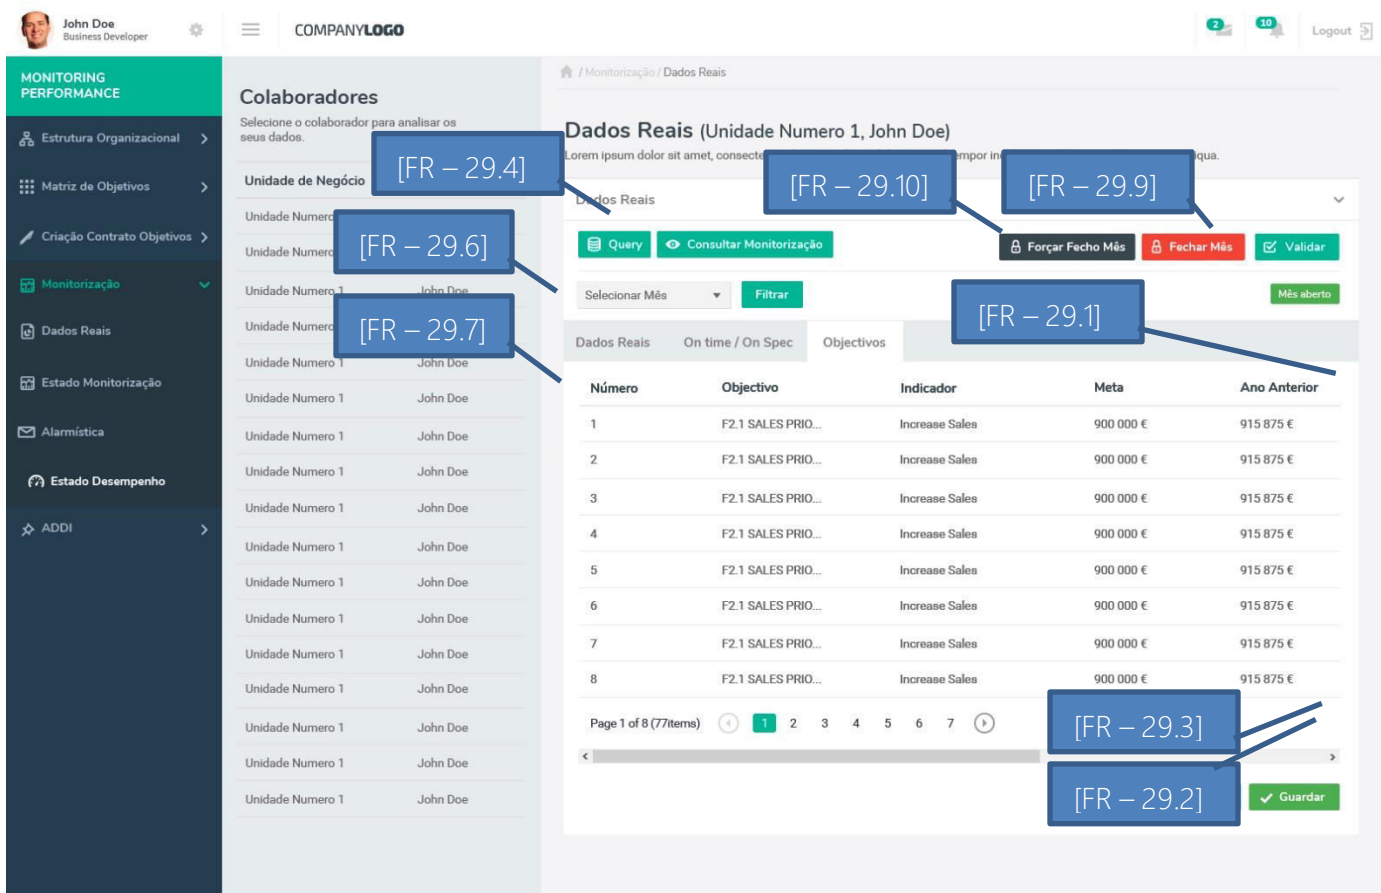 John Doe
Business Developer
COMPANYLOGO
2
10
Logout
MONITORING
PERFORMANCE
Estrutura Organizacional
Matriz de Objetivos
Criação Contrato Objetivos
Monitorização
Dados Reais
Estado Monitorização
Alarmística
Estado Desempenho
ADDI
Colaboradores
Selecione o colaborador para analisar os
seus dados.
Unidade de Negócio
Unidade Numero
Unidade Numero
Unidade Numero 1 John Doe
Unidade Numero
Unidade Numero 1 John Doe
Unidade Numero 1 John Doe
Unidade Numero 1 John Doe
Unidade Numero 1 John Doe
Unidade Numero 1 John Doe
Unidade Numero 1 John Doe
Unidade Numero 1 John Doe
Unidade Numero 1 John Doe
Unidade Numero 1 John Doe
Unidade Numero 1 John Doe
Unidade Numero 1 John Doe
Unidade Numero 1 John Doe
Unidade Numero 1 John Doe
/ Monitorização / Dados Reais
Dados Reais (Unidade Numero 1, John Doe)
Lorem ipsum dolor sit amet, consecte
[FR – 29.4]
[FR – 29.10]
[FR – 29.9]
Dados Reais
[FR – 29.6]
Query
Consultar Monitorização
Forçar Fecho Mês
Fechar Mês
Validar
Selecionar Mês
Filtrar
Mês aberto
[FR – 29.7]
[FR – 29.1]
Dados Reais On time / On Spec Objectivos
Número Objectivo Indicador Meta Ano Anterior
1 F2.1 SALES PRIO... Increase Sales 900 000 € 915 875 €
2 F2.1 SALES PRIO... Increase Sales 900 000 € 915 875 €
3 F2.1 SALES PRIO... Increase Sales 900 000 € 915 875 €
4 F2.1 SALES PRIO... Increase Sales 900 000 € 915 875 €
5 F2.1 SALES PRIO... Increase Sales 900 000 € 915 875 €
6 F2.1 SALES PRIO... Increase Sales 900 000 € 915 875 €
7 F2.1 SALES PRIO... Increase Sales 900 000 € 915 875 €
8 F2.1 SALES PRIO... Increase Sales 900 000 € 915 875 €
Page 1 of 8 (77items) 1 2 3 4 5 6 7
[FR – 29.3]
[FR – 29.2]
Guardar